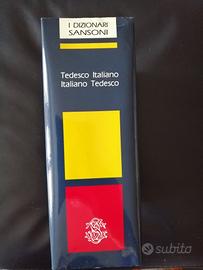 I DIZIONARI
SANSONI
Tedesco Italiano
Italiano Tedesco
subito